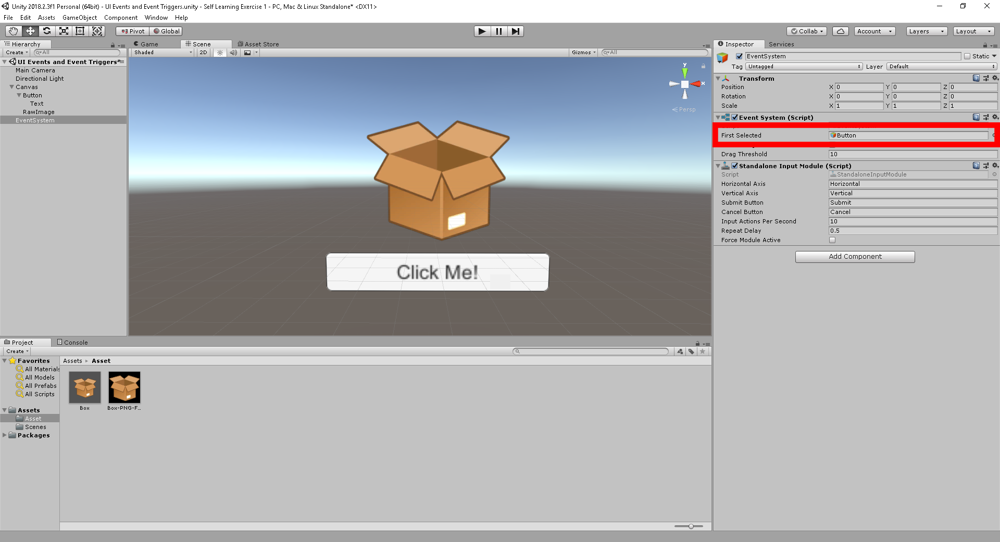 Unity 2018.2.3f1 Personal (64bit) - UI Events and Event Triggers.unity - Self Learning Exercise 1 - PC, Mac & Linux Standalone* <DX11>
File Edit Assets GameObject Component Window Help
Pivot Global Collab Account Layers Layout
Hierarchy
Create All
UI Events and Event Triggers*
Main Camera
Directional Light
Canvas
Button
Text
RawImage
EventSystem
Game Scene Asset Store
Shaded 2D Gizmos All
y
x
Persp
Click Me!
Inspector Services
EventSystem Static
Tag Untagged Layer Default
Transform
Position X 0 Y 0 Z 0
Rotation X 0 Y 0 Z 0
Scale X 1 Y 1 Z 1
Event System (Script)
First Selected Button
Drag Threshold 10
Standalone Input Module (Script)
Script StandaloneInputModule
Horizontal Axis Horizontal
Vertical Axis Vertical
Submit Button Submit
Cancel Button Cancel
Input Actions Per Second 10
Repeat Delay 0.5
Force Module Active
Add Component
Project Console
Create
Favorites
All Materials
All Models
All Prefabs
All Scripts
Assets
Asset
Scenes
Packages
Assets Asset
Box Box-PNG-F...